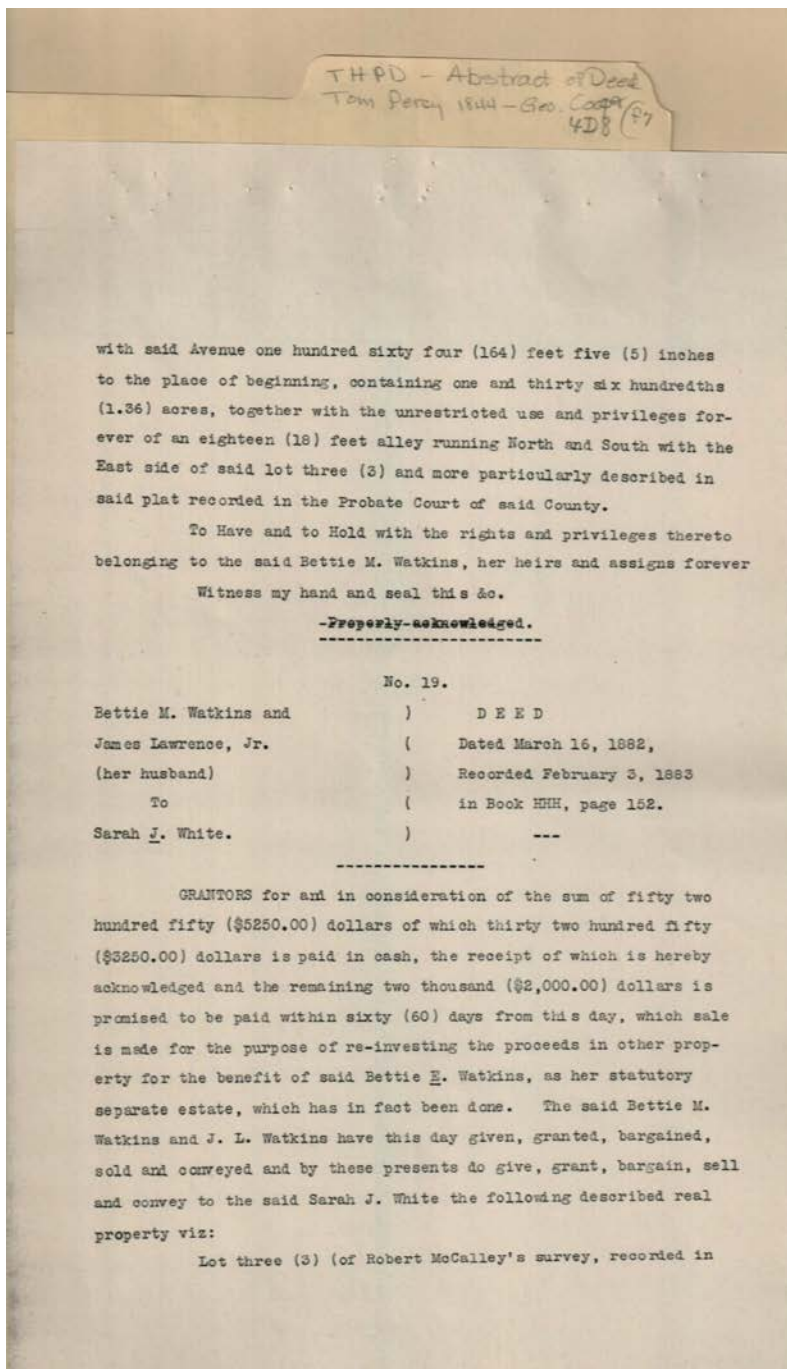 THPD - Abstract of Deed
Tom Percy 1844 - Geo. Cooper
4D8 (P7
with said Avenue one hundred sixty four (164) feet five (5) inches
to the place of beginning, containing one and thirty six hundredths
(1.36) acres, together with the unrestricted use and privileges for-
ever of an eighteen (18) feet alley running North and South with the
East side of said lot three (3) and more particularly described in
said plat recorded in the Probate Court of said County.
To Have and to Hold with the rights and privileges thereto
belonging to the said Bettie M. Watkins, her heirs and assigns forever
Witness my hand and seal this &c.
-Properly-acknowledged.
No. 19.
Bettie M. Watkins and ) D E E D
James Lawrence, Jr. ( Dated March 16, 1882,
(her husband) ) Recorded February 3, 1883
To ( in Book HHH, page 152.
Sarah J. White. ) ---
GRANTORS for and in consideration of the sum of fifty two
hundred fifty ($5250.00) dollars of which thirty two hundred fifty
($3250.00) dollars is paid in cash, the receipt of which is hereby
acknowledged and the remaining two thousand ($2,000.00) dollars is
promised to be paid within sixty (60) days from this day, which sale
is made for the purpose of re-investing the proceeds in other prop-
erty for the benefit of said Bettie E. Watkins, as her statutory
separate estate, which has in fact been done. The said Bettie M.
Watkins and J. L. Watkins have this day given, granted, bargained,
sold and conveyed and by these presents do give, grant, bargain, sell
and convey to the said Sarah J. White the following described real
property viz:
Lot three (3) (of Robert McCalley's survey, recorded in